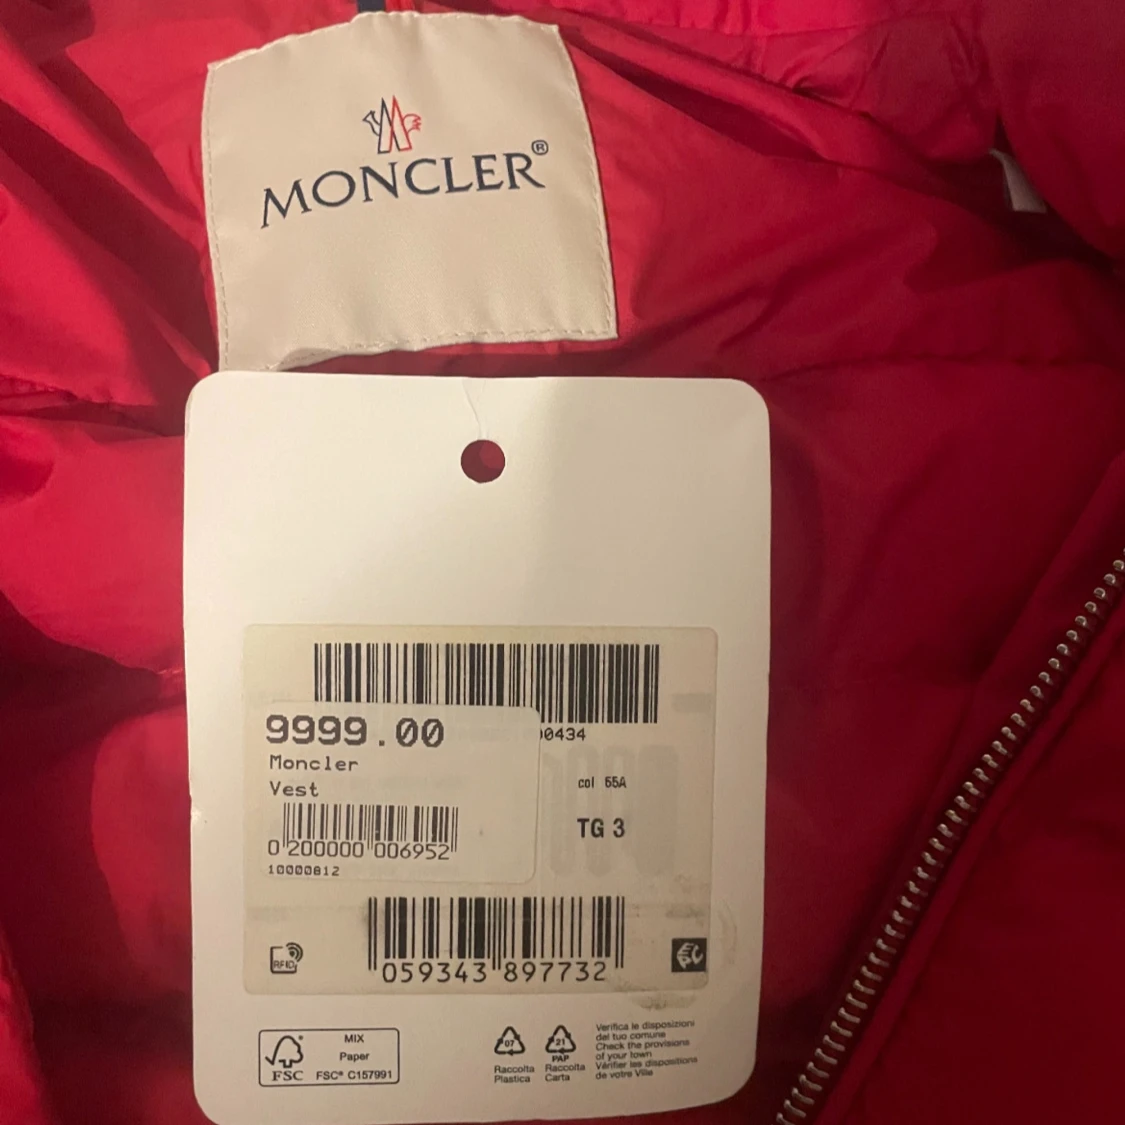 MONCLER®
0434
9999.00
Moncler
Vest
col 55A
TG 3
0 200000 006952
10000812
059343 897732
RFID
MIX
Paper
FSC® C157991
FSC
07
21
PAP
Raccolta
Plastica
Raccolta
Carta
Verifica le disposizioni
del tuo comune
Check the provisions
of your town
Vérifier les dispositions
de votre Ville